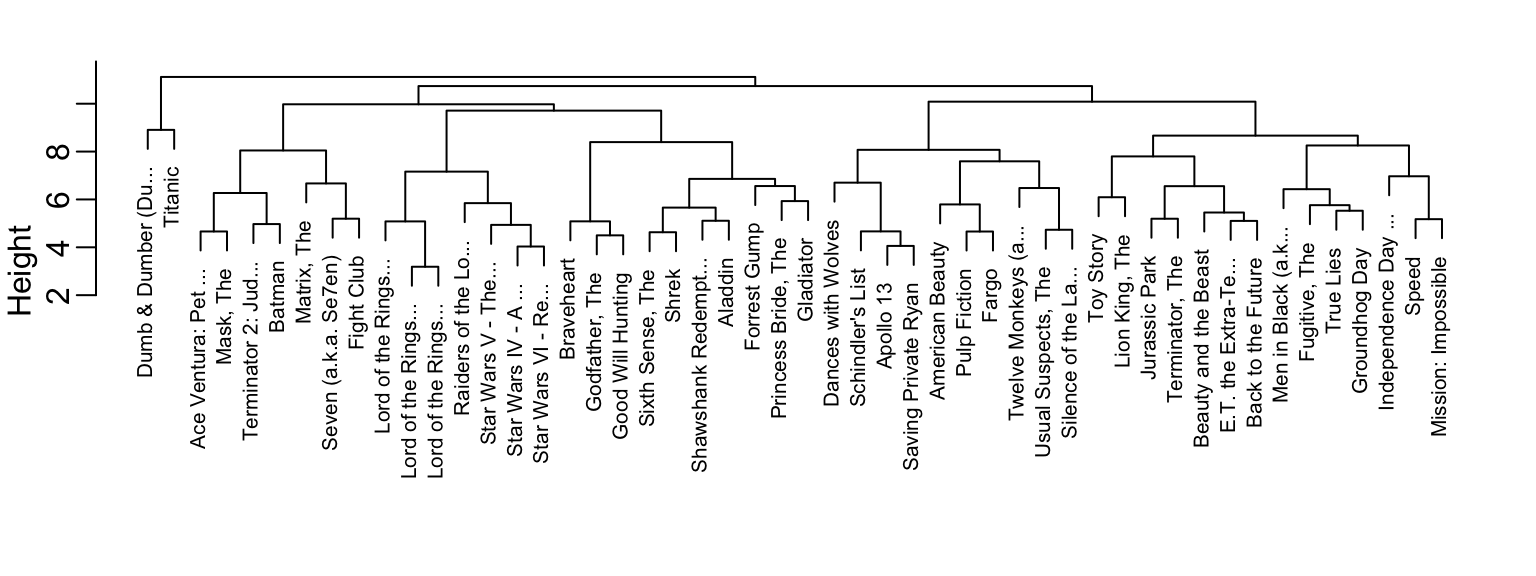 Height
8
6
4
2
Dumb & Dumber (Du...
Titanic
Ace Ventura: Pet ...
Mask, The
Terminator 2: Jud...
Batman
Matrix, The
Seven (a.k.a. Se7en)
Fight Club
Lord of the Rings...
Lord of the Rings...
Lord of the Rings...
Raiders of the Lo...
Star Wars V - The...
Star Wars IV - A ...
Star Wars VI - Re...
Braveheart
Godfather, The
Good Will Hunting
Sixth Sense, The
Shrek
Shawshank Redempt...
Aladdin
Forrest Gump
Princess Bride, The
Gladiator
Dances with Wolves
Schindler's List
Apollo 13
Saving Private Ryan
American Beauty
Pulp Fiction
Fargo
Twelve Monkeys (a...
Usual Suspects, The
Silence of the La...
Toy Story
Lion King, The
Jurassic Park
Terminator, The
Beauty and the Beast
E.T. the Extra-Te...
Back to the Future
Men in Black (a.k...
Fugitive, The
True Lies
Groundhog Day
Independence Day ...
Speed
Mission: Impossible